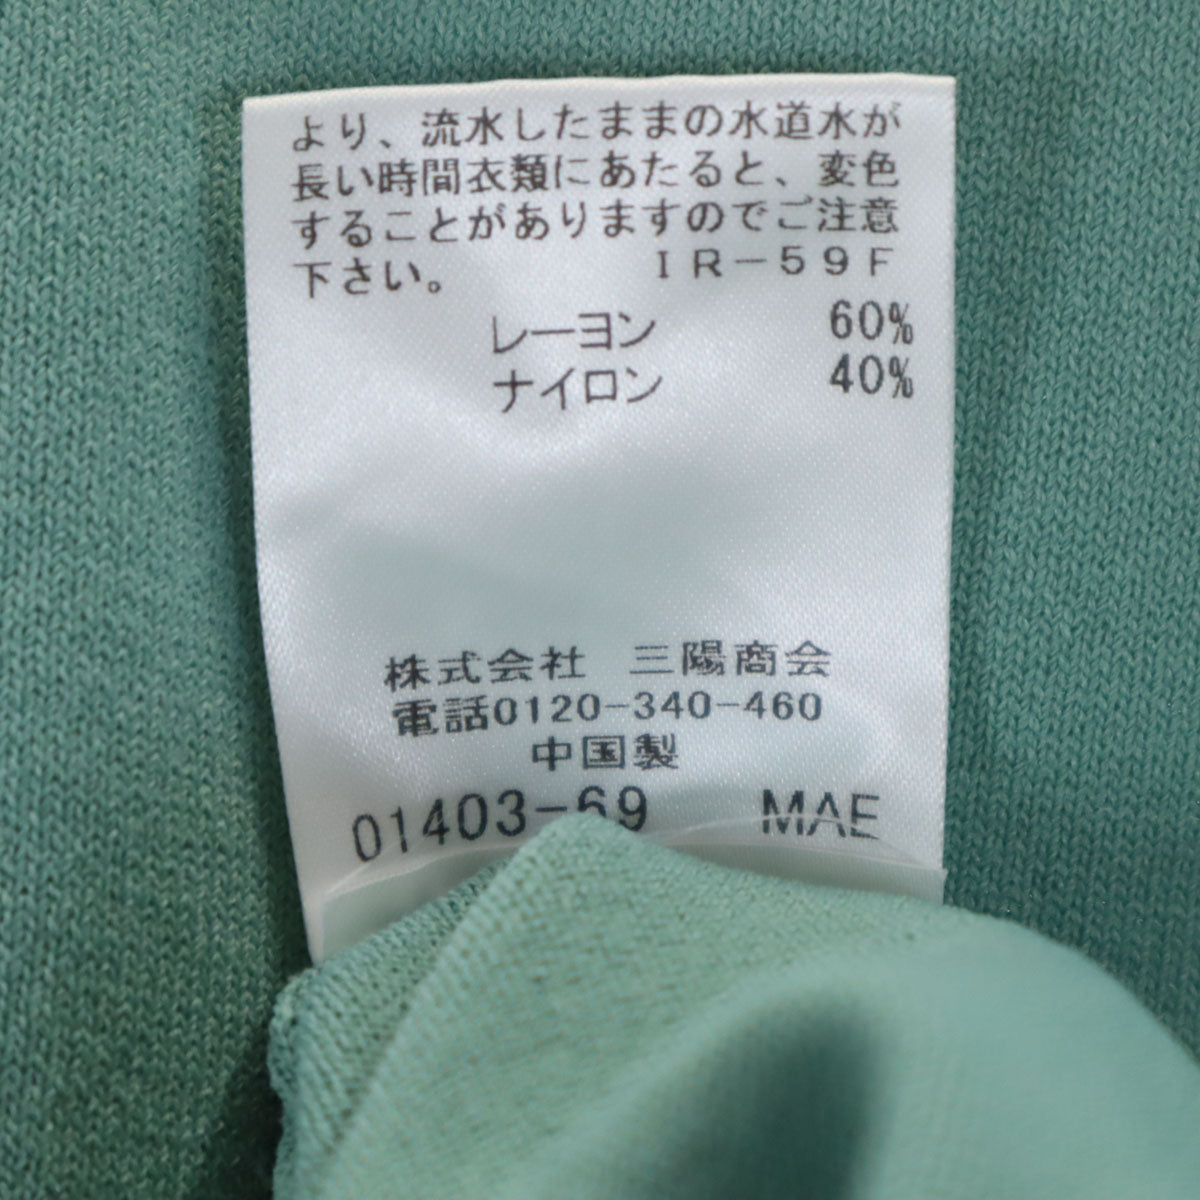 より、流水したままの水道水が
長い時間衣類にあたると、変色
することがありますのでご注意
下さい。 ＩＲ－５９Ｆ
レーヨン 60%
ナイロン 40%
株式会社 三陽商会
電話0120-340-460
中国製
01403-69 MAE